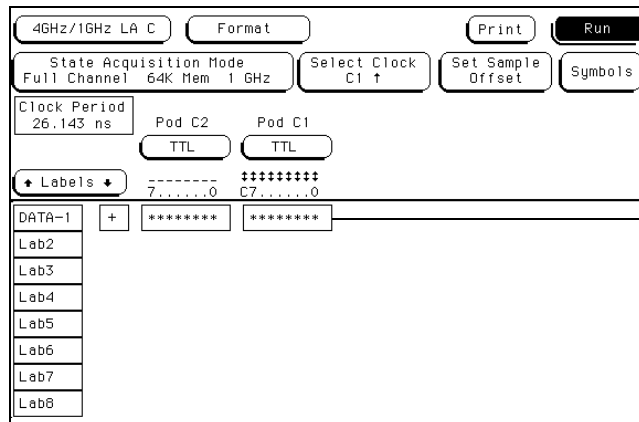 4GHz/1GHz LA C Format Print Run
State Acquisition Mode
Full Channel 64K Mem 1 GHz
Select Clock
C1 ↑
Set Sample
Offset
Symbols
Clock Period
26.143 ns
Pod C2 Pod C1
TTL TTL
↑ Labels ↓
-------- ↕↕↕↕↕↕↕↕↕
7......0 C7......0
DATA-1 + ******** ********
Lab2
Lab3
Lab4
Lab5
Lab6
Lab7
Lab8